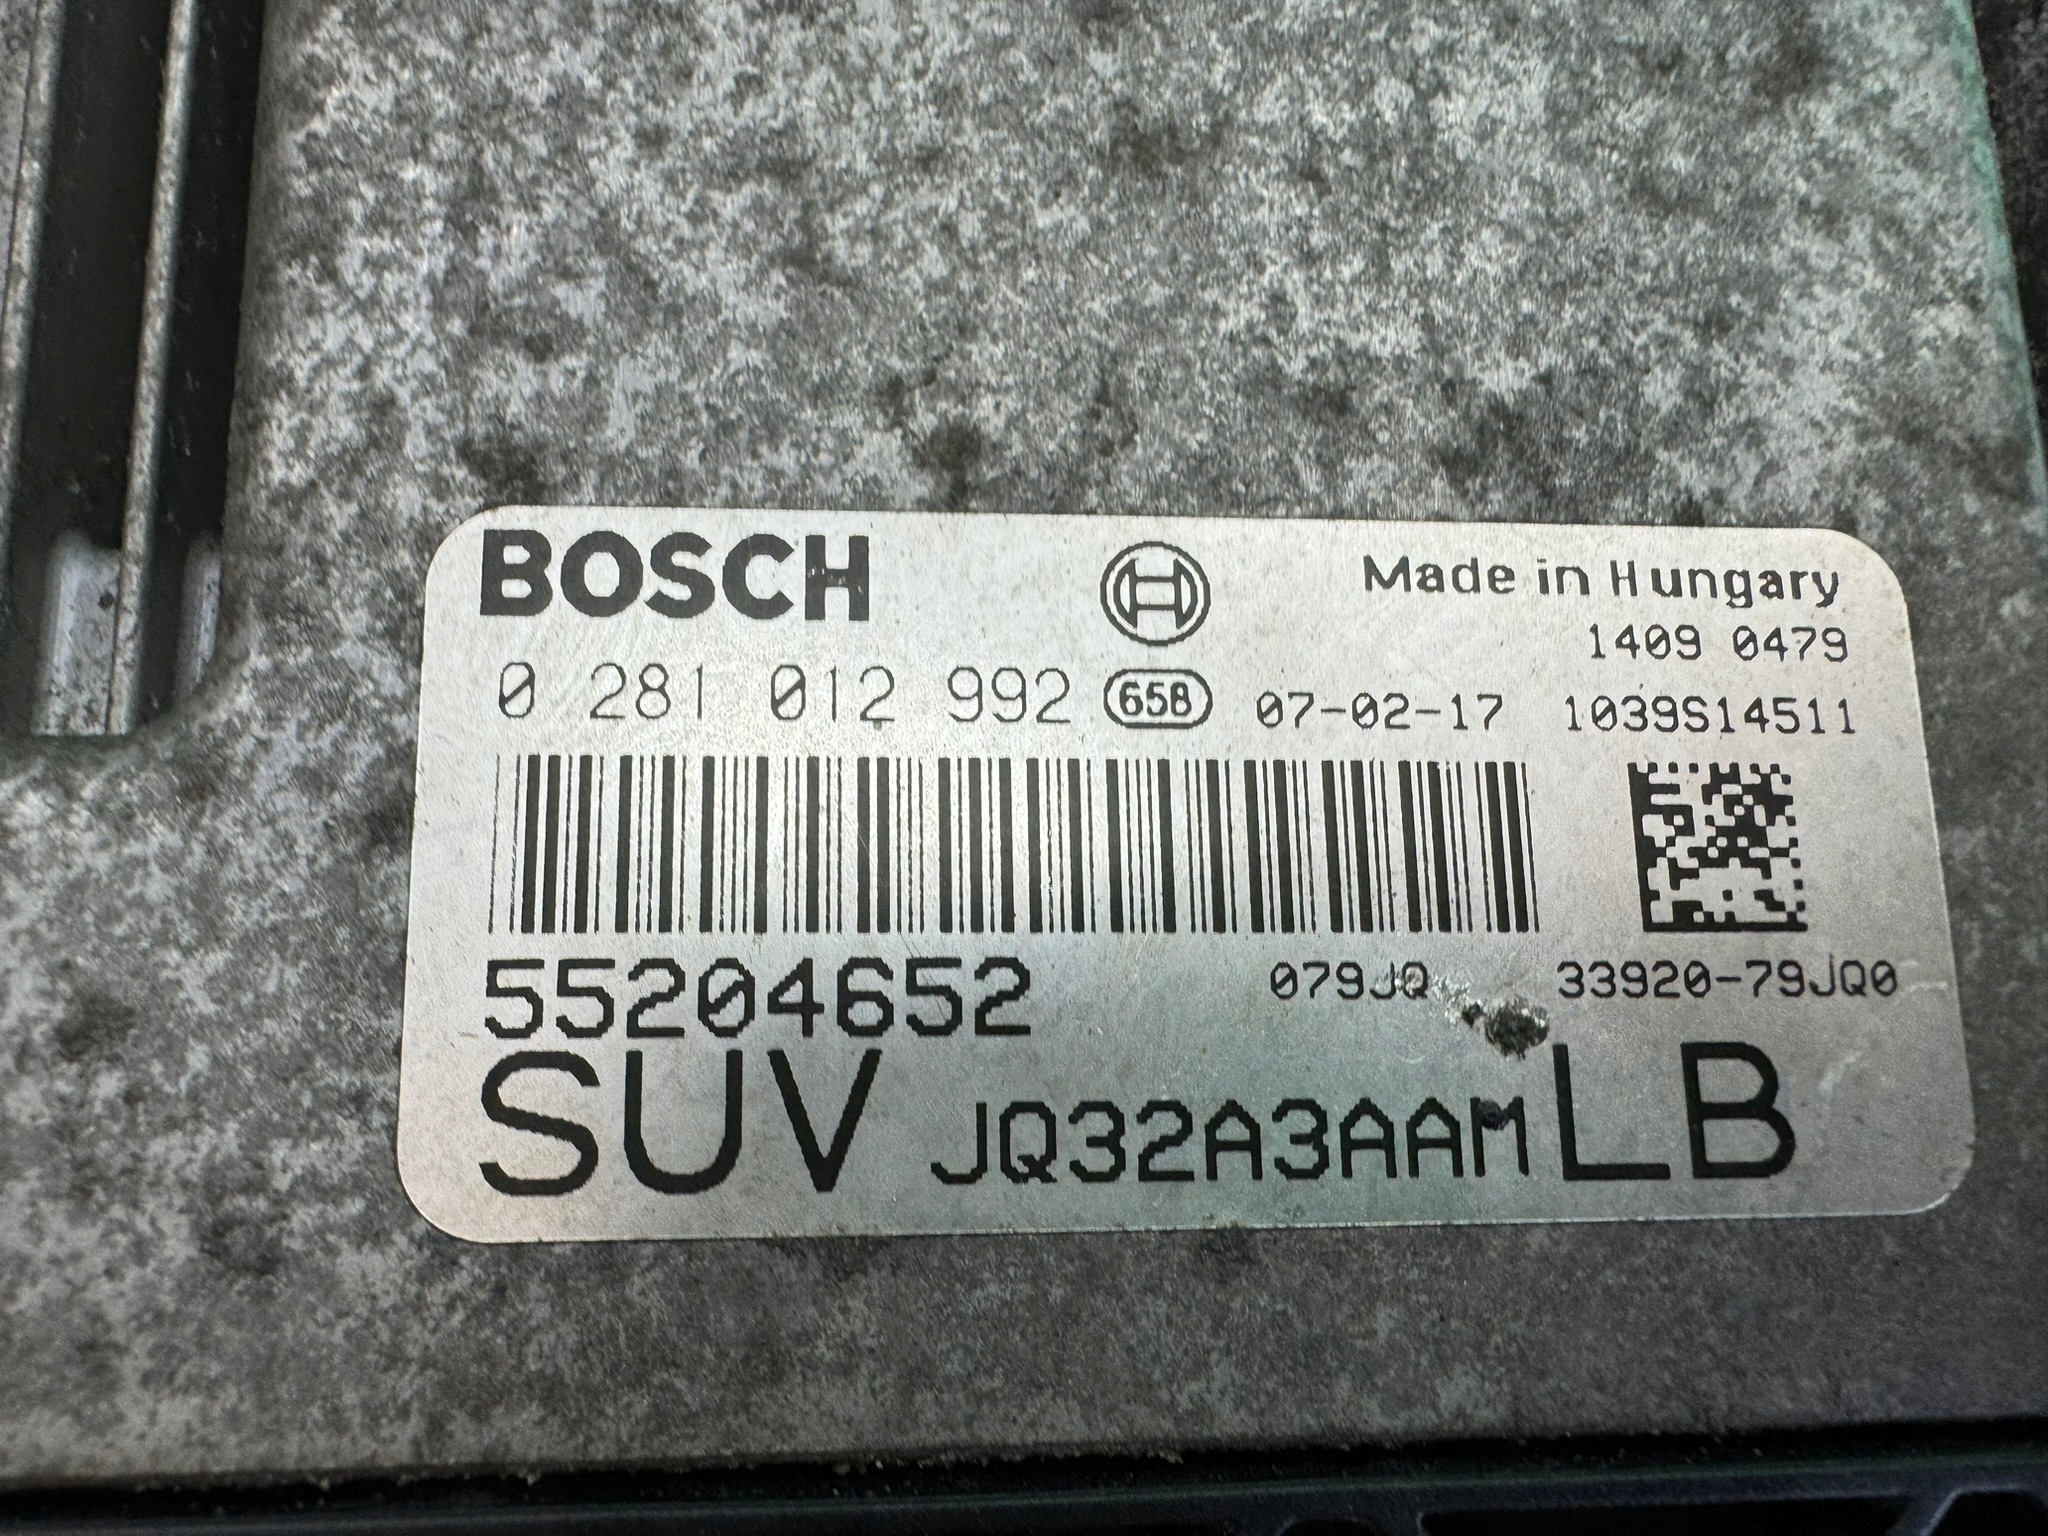 BOSCH Made in Hungary
1409 0479
0 281 012 992 658 07-02-17 1039S14511
55204652 079JQ 33920-79JQ0
SUV JQ32A3AAM LB